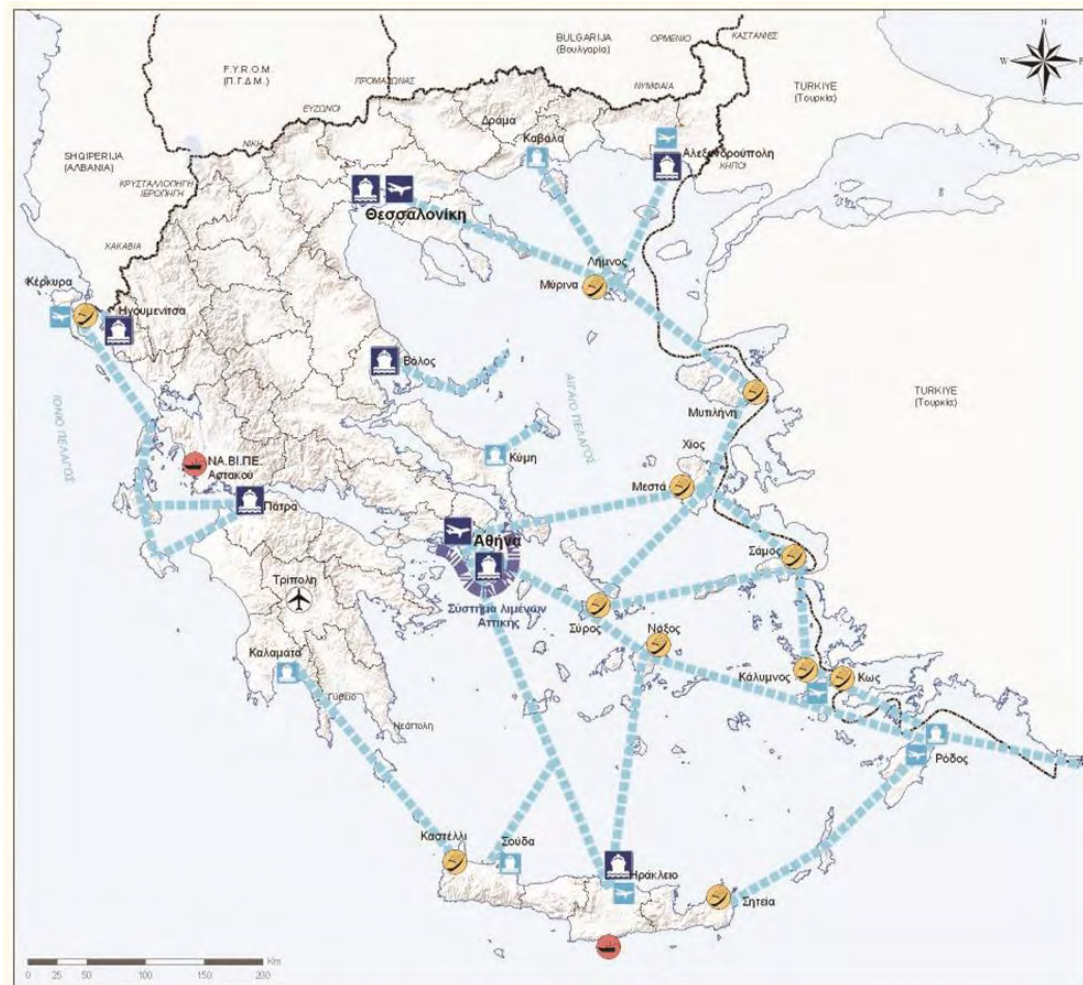 BULGARIJA
(Βουλγαρία)
ΟΡΜΕΝΙΟ
ΚΑΣΤΑΝΙΕΣ
N
W
F.Y.R.O.M.
(Π.Γ.Δ.Μ.)
ΠΡΟΜΑΧΩΝΑΣ
ΝΥΜΦΑΙΑ
TURKIYE
(Τουρκία)
ΕΥΖΩΝΟΙ
Δράμα
Καβάλα
ΝΙΚΗ
Αλεξανδρούπολη
ΚΗΠΟΙ
SHQIPERIJA
(ΑΛΒΑΝΙΑ)
ΚΡΥΣΤΑΛΛΟΠΗΓΗ
ΙΕΡΟΠΗΓΗ
Θεσσαλονίκη
ΚΑΚΑΒΙΑ
Λήμνος
Μύρινα
Κέρκυρα
Ηγουμενίτσα
Βόλος
ΑΙΓΑΙΟ ΠΕΛΑΓΟΣ
TURKIYE
(Τουρκία)
ΙΟΝΙΟ ΠΕΛΑΓΟΣ
Μυτιλήνη
Χίος
Κύμη
ΝΑ.ΒΙ.ΠΕ.
Αστακού
Μεστά
Πάτρα
Αθήνα
Σάμος
Τρίπολη
Σύστημα λιμένων
Αττικής
Σύρος
Νάξος
Καλαμάτα
Κάλυμνος
Κως
Γύθειο
Νεάπολη
Ρόδος
Καστέλλι
Σούδα
Ηράκλειο
Σητεία
Km
0 25 50 100 150 200